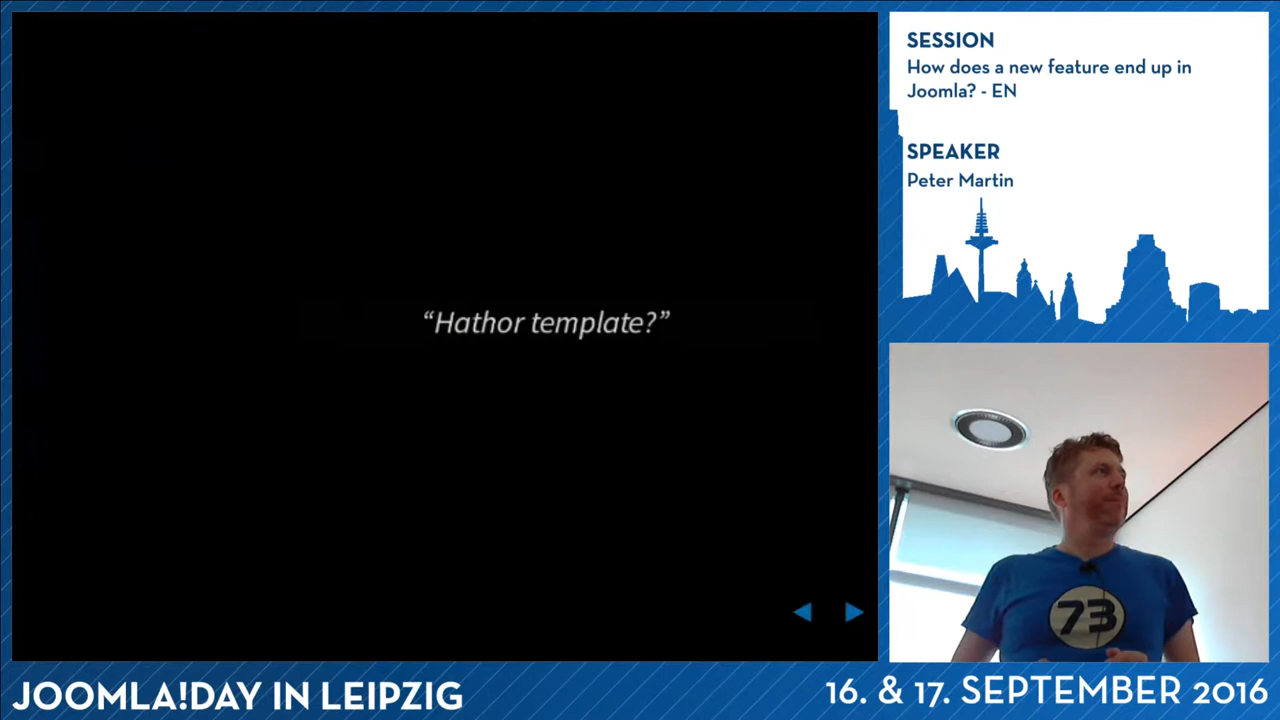 SESSION
How does a new feature end up in
Joomla? - EN
SPEAKER
Peter Martin
“Hathor template?”
73
JOOMLA!DAY IN LEIPZIG
16. & 17. SEPTEMBER 2016